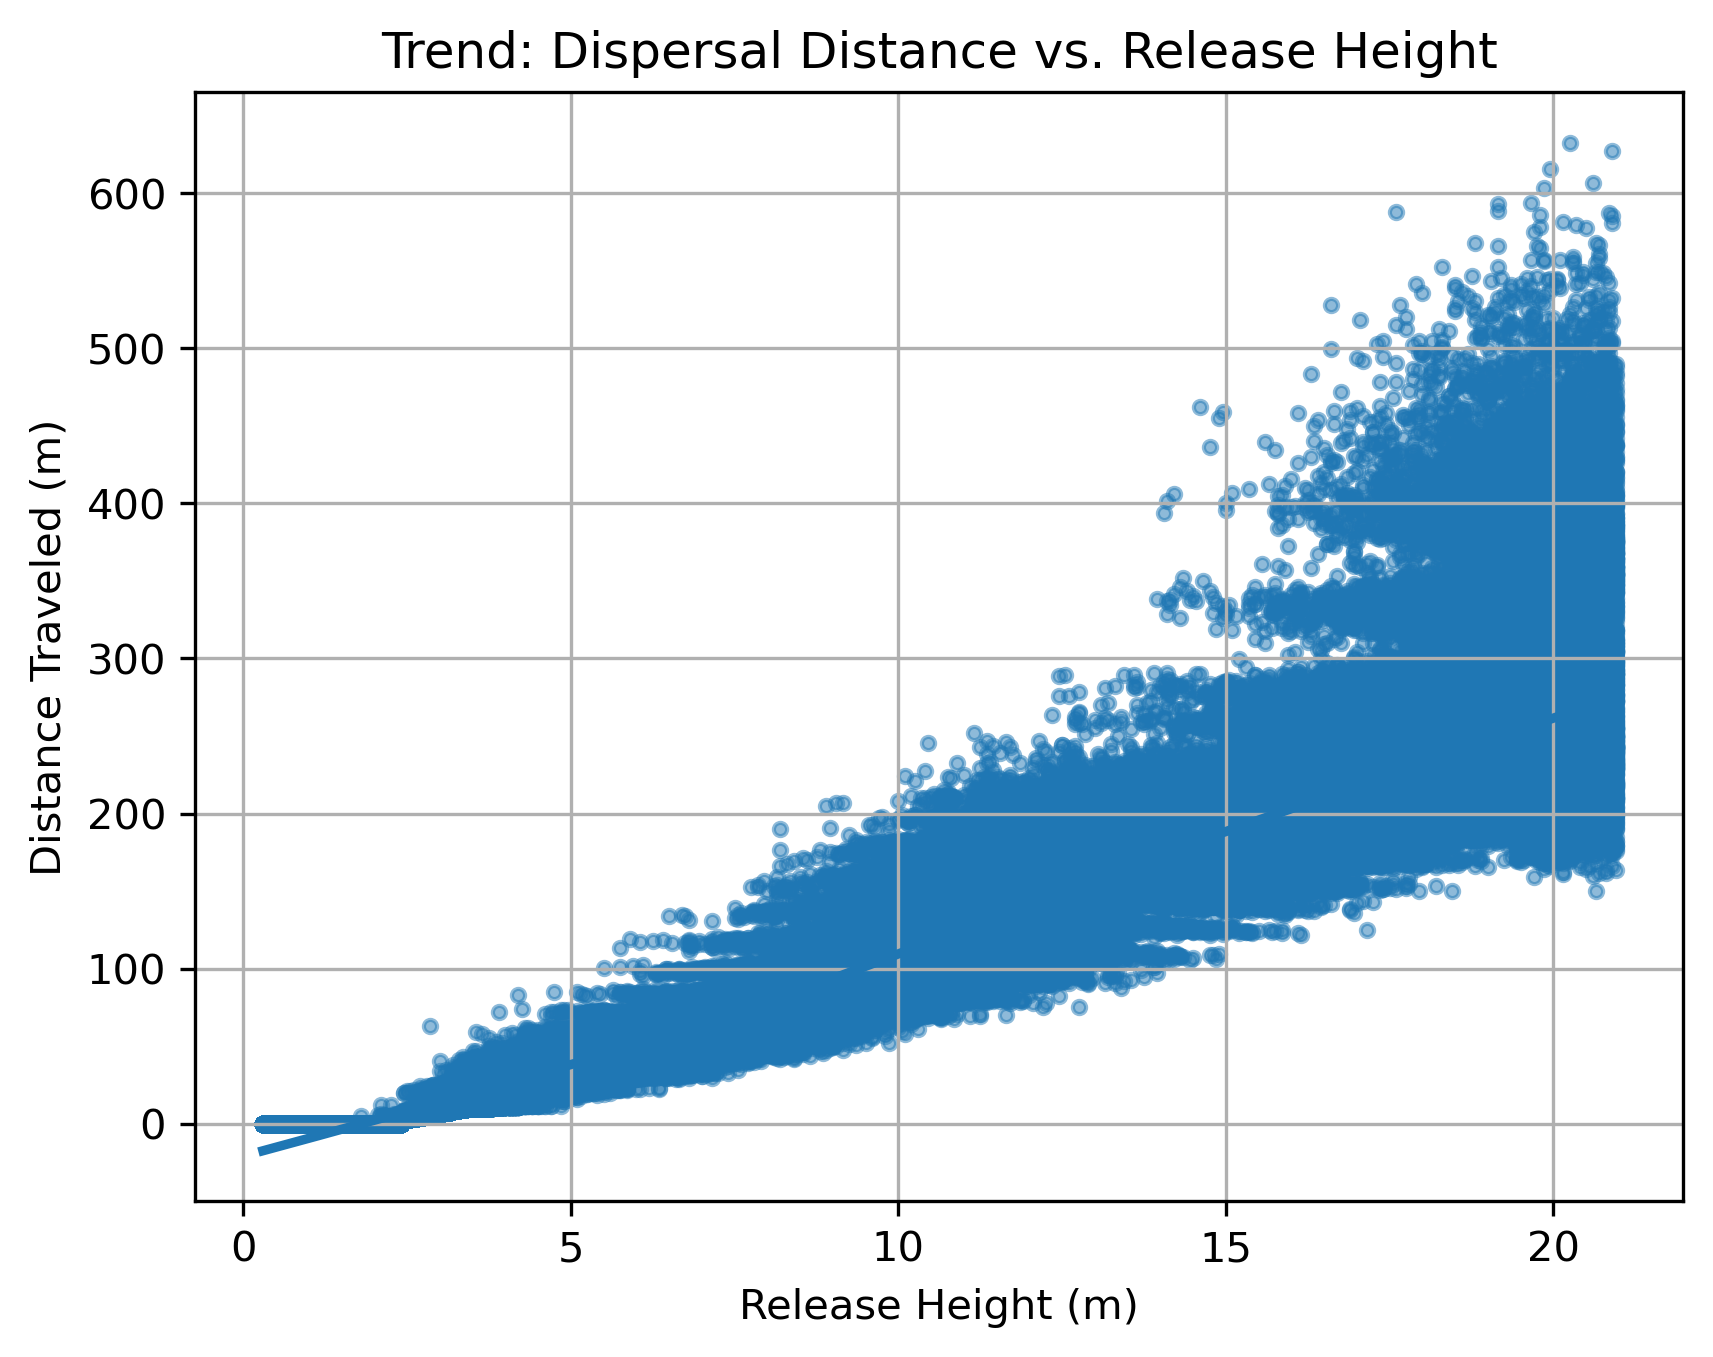 Trend: Dispersal Distance vs. Release Height
Distance Traveled (m)
600
500
400
300
200
100
0
0 5 10 15 20
Release Height (m)